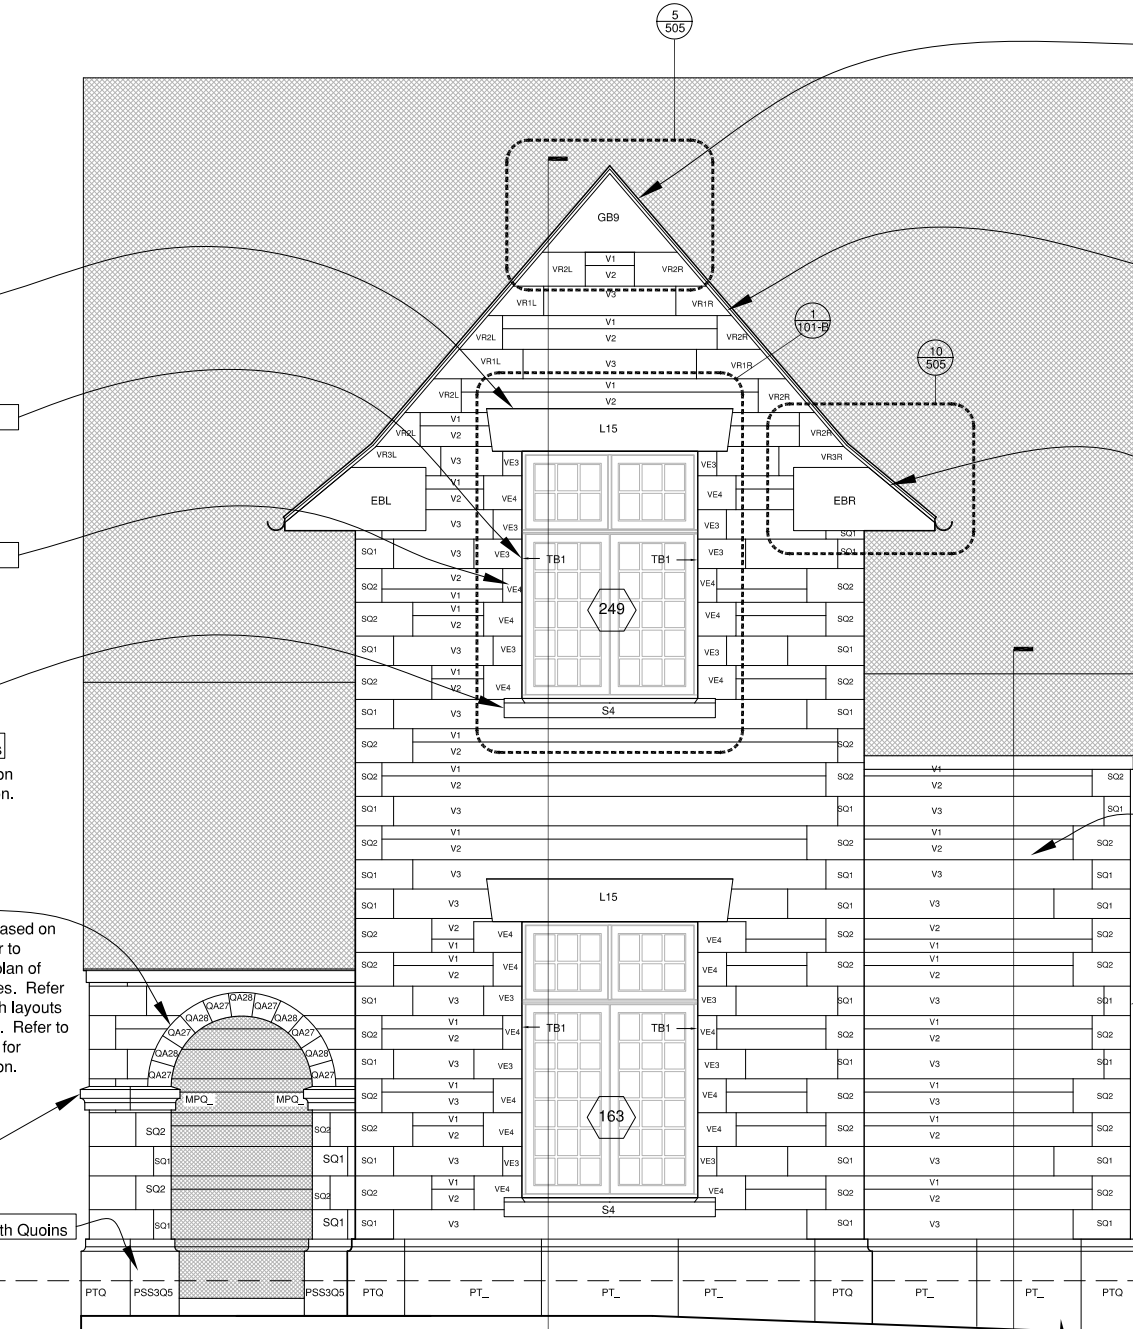 5
505
GB9
V1
VR2L VR2R
V2
V3
VR1L VR1R
V1
VR2L V2 VR2R
1
101-B
VR1L V3 VR1R
10
505
V1
VR2L V2 VR2R
V1
VR2L V2 L15 VR2R
VR3L V3 VE3 VE3 VR3R
V1
EBL V2 VE4 VE4 EBR
V3 VE3 VE3 SQ1
SQ1 V3 VE3 TB1 TB1 VE3 SQ1
V2
SQ2 V1 VE4 VE4 SQ2
249
V1
SQ2 V2 VE4 VE4 SQ2
SQ1 V3 VE3 VE3 SQ1
V1
SQ2 V2 VE4 VE4 SQ2
SQ1 V3 S4 SQ1
V1
SQ2 V2 SQ2
s
on
n.
V1 V1
SQ2 V2 SQ2 V2 SQ2
SQ1 V3 SQ1 V3 SQ1
V1 V1
SQ2 V2 SQ2 V2 SQ2
SQ1 V3 SQ1 V3 SQ2
SQ1 V3 L15 SQ1 V3 SQ1
ased on
r to
plan of
es. Refer
h layouts
. Refer to
for
on.
V2 V2
SQ2 V1 VE4 VE4 SQ2 V1 SQ2
V1 V1
SQ2 V2 VE4 VE4 SQ2 V2 SQ2
QA27 QA28 QA28 QA27 QA27 QA28 QA27 QA28 QA28 QA27 QA27
SQ1 V3 VE3 VE3 SQ1 V3 SQ1
V1 V1
SQ2 V2 VE4 TB1 TB1 VE4 SQ2 V2 SQ2
SQ1 V3 VE3 VE3 SQ1 V3 SQ1
MPQ_ MPQ_
V1 V1
SQ2 V3 VE4 VE4 SQ2 V3 SQ2
163
V1 V1
SQ2 SQ2 SQ2 V2 VE4 VE4 SQ2 V2 SQ2
SQ1 SQ1 SQ1 V3 VE3 VE3 SQ1 V3 SQ1
V1 V1
SQ2 SQ2 SQ2 V2 VE4 VE4 SQ2 V2 SQ2
S4
th Quoins
SQ1 SQ1 SQ1 V3 SQ1 V3 SQ1
PTQ PSS3Q5 PSS3Q5 PTQ PT_ PT_ PT_ PTQ PT_ PT_ PTQ